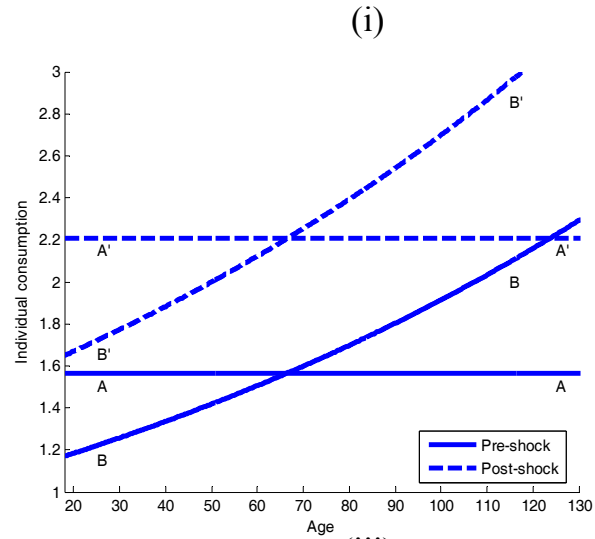 (i)
3
2.8
2.6
2.4
2.2
2
1.8
1.6
1.4
1.2
1
Individual consumption
B'
A'
A'
B
B'
A
A
B
Pre-shock
Post-shock
20 30 40 50 60 70 80 90 100 110 120 130
Age